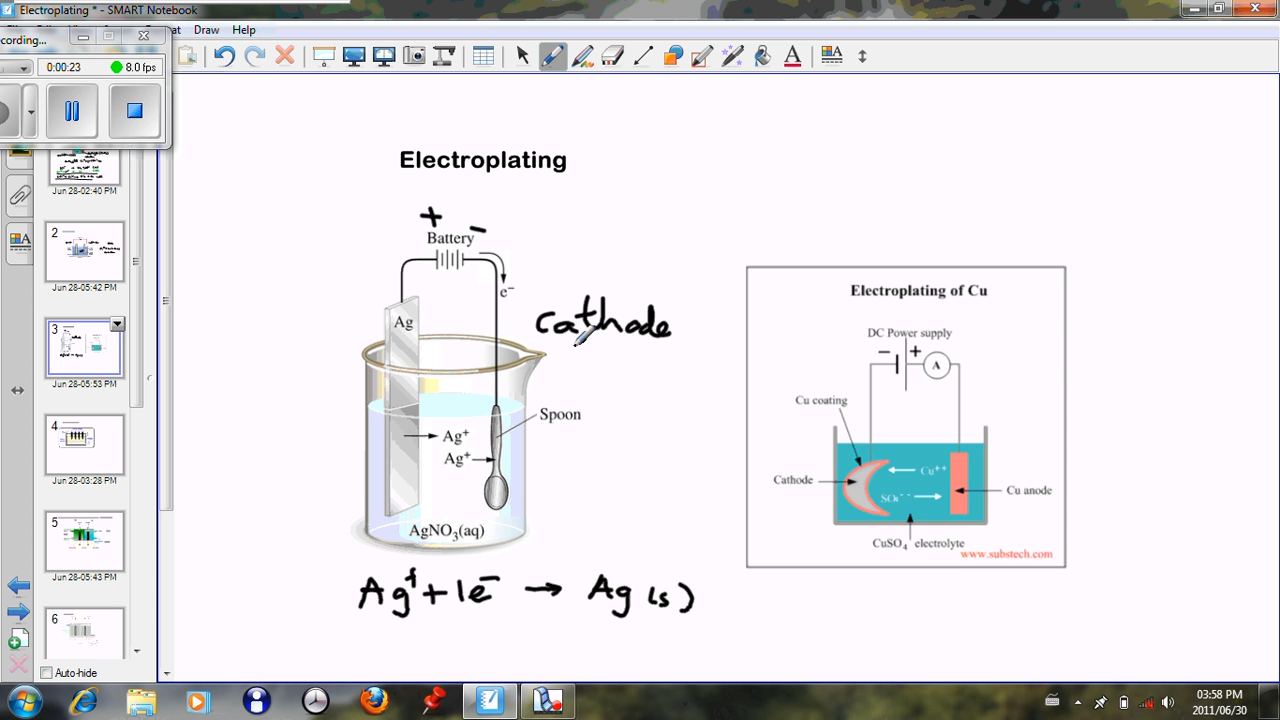 Electroplating * - SMART Notebook
Draw Help
cording...
0:00:23 8.0 fps
Jun 28-02:40 PM
2
Jun 28-05:42 PM
3
Jun 28-05:53 PM
4
Jun 28-03:28 PM
5
Jun 28-05:43 PM
6
Auto-hide
Electroplating
+ -
Battery
e⁻
cathode
Ag
Spoon
Ag⁺
Ag⁺
AgNO₃(aq)
Ag⁺ + 1e⁻ → Ag (s)
Electroplating of Cu
DC Power supply
− +
A
Cu coating
Cathode
Cu⁺⁺
SO₄⁻⁻
Cu anode
CuSO₄ electrolyte
www.substech.com
03:58 PM
2011/06/30